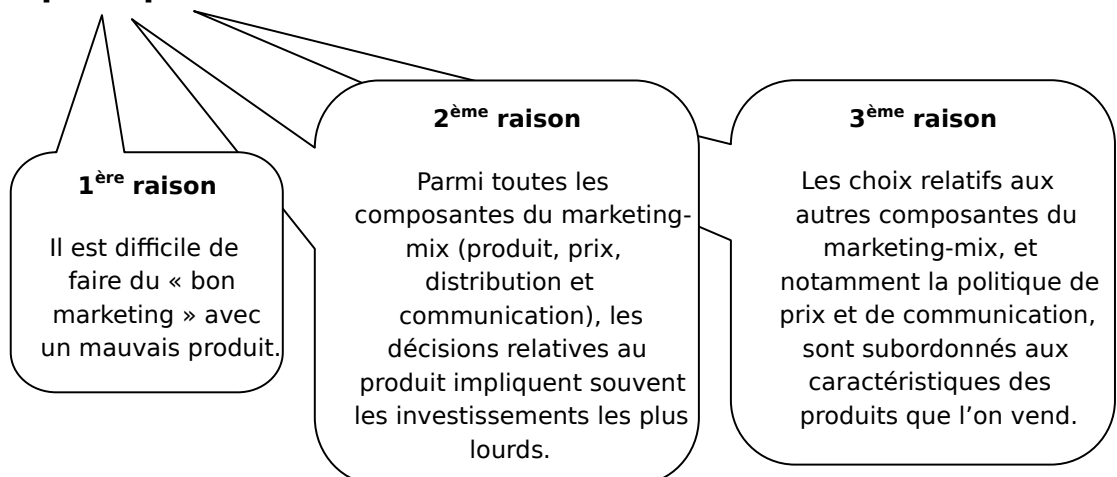 1ère raison
Il est difficile de
faire du « bon
marketing » avec
un mauvais produit.
2ème raison
Parmi toutes les
composantes du marketing-
mix (produit, prix,
distribution et
communication), les
décisions relatives au
produit impliquent souvent
les investissements les plus
lourds.
3ème raison
Les choix relatifs aux
autres composantes du
marketing-mix, et
notamment la politique de
prix et de communication,
sont subordonnés aux
caractéristiques des
produits que l’on vend.